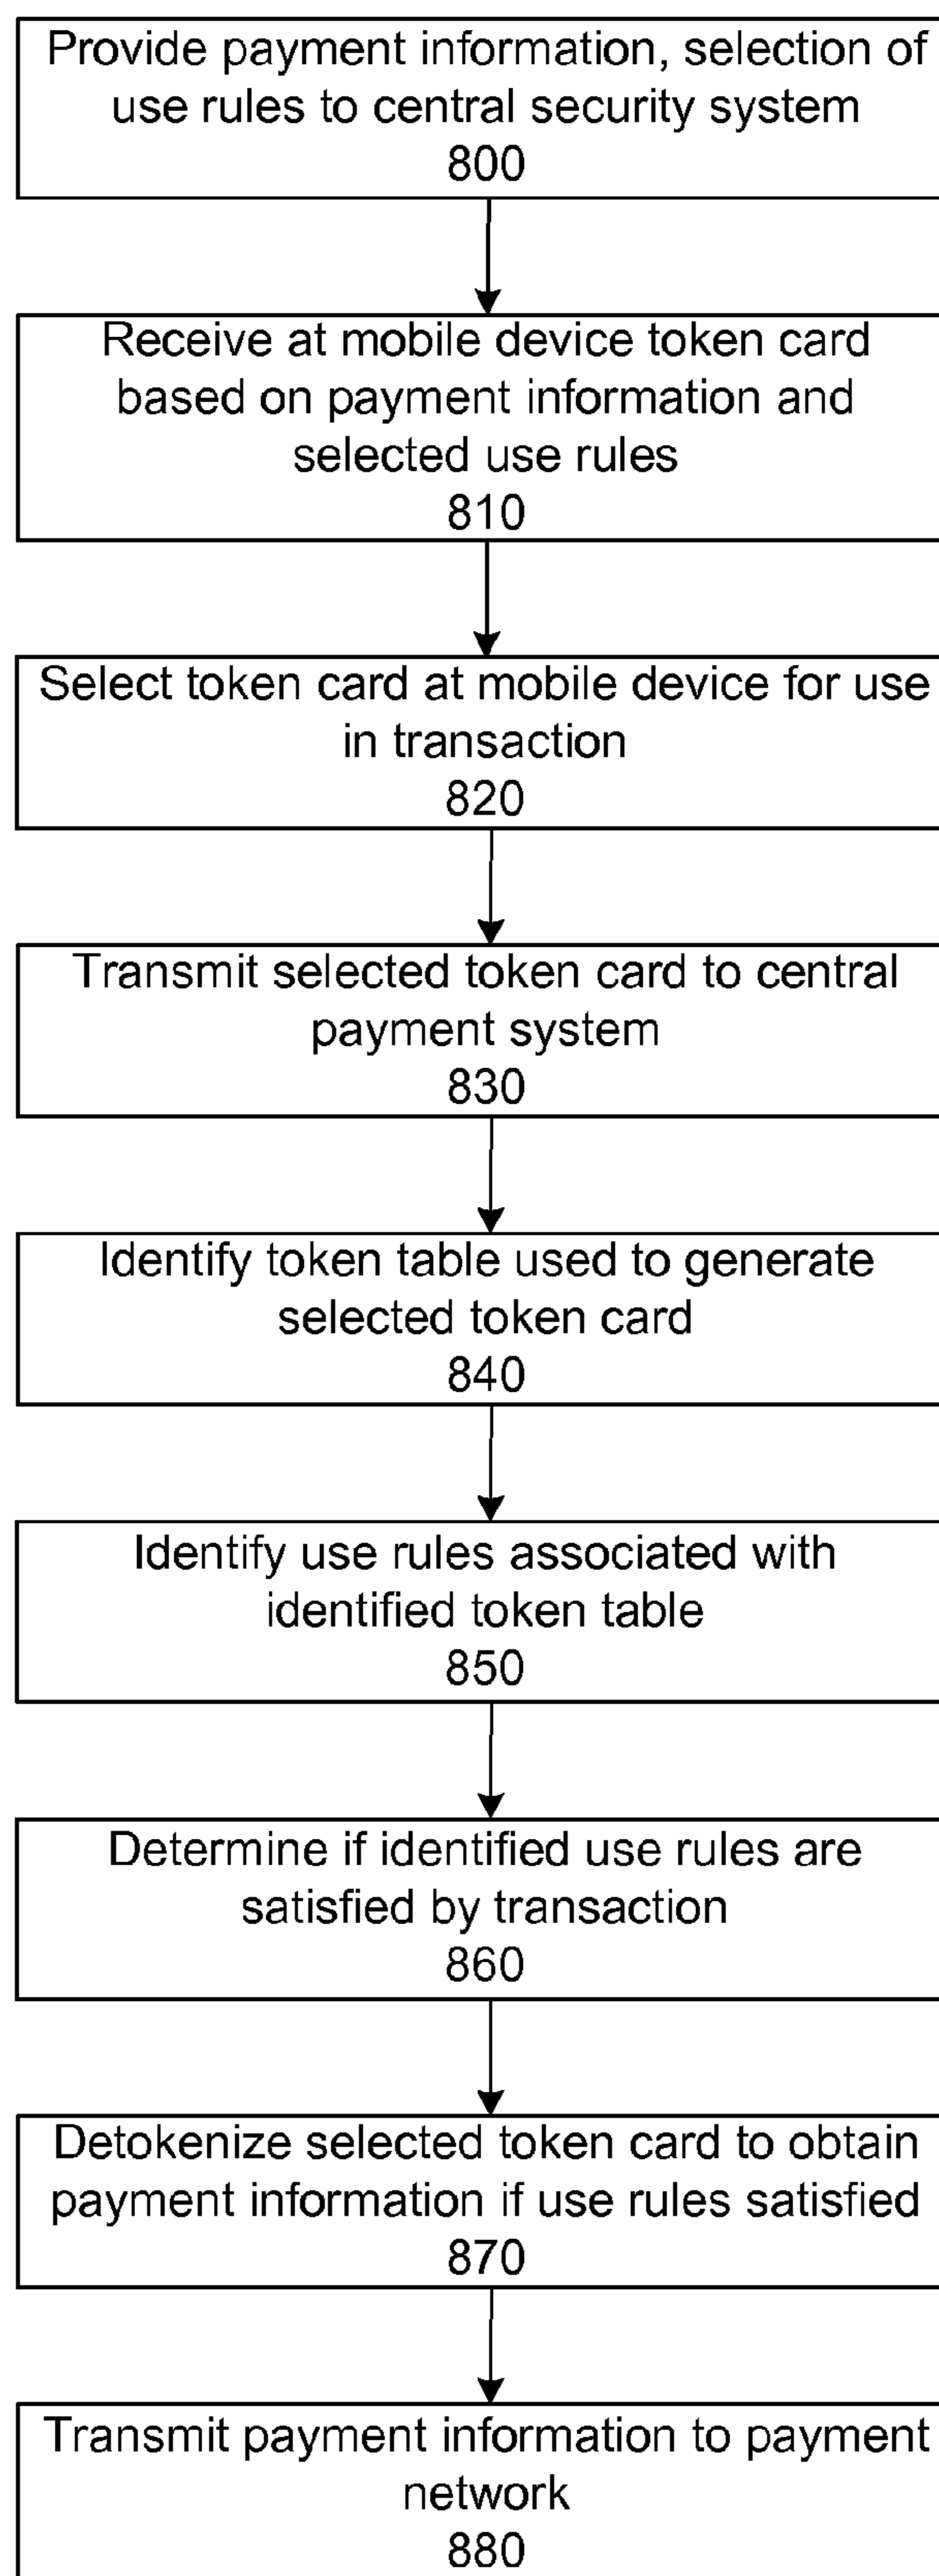 Provide payment information, selection of
use rules to central security system
800
Receive at mobile device token card
based on payment information and
selected use rules
810
Select token card at mobile device for use
in transaction
820
Transmit selected token card to central
payment system
830
Identify token table used to generate
selected token card
840
Identify use rules associated with
identified token table
850
Determine if identified use rules are
satisfied by transaction
860
Detokenize selected token card to obtain
payment information if use rules satisfied
870
Transmit payment information to payment
network
880